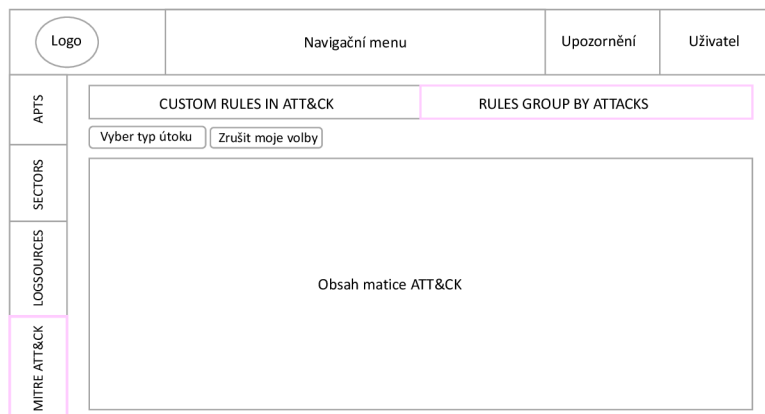 Logo
Navigační menu
Upozornění
Uživatel
APTS
CUSTOM RULES IN ATT&CK
RULES GROUP BY ATTACKS
Vyber typ útoku
Zrušit moje volby
SECTORS
LOGSOURCES
Obsah matice ATT&CK
MITRE ATT&CK